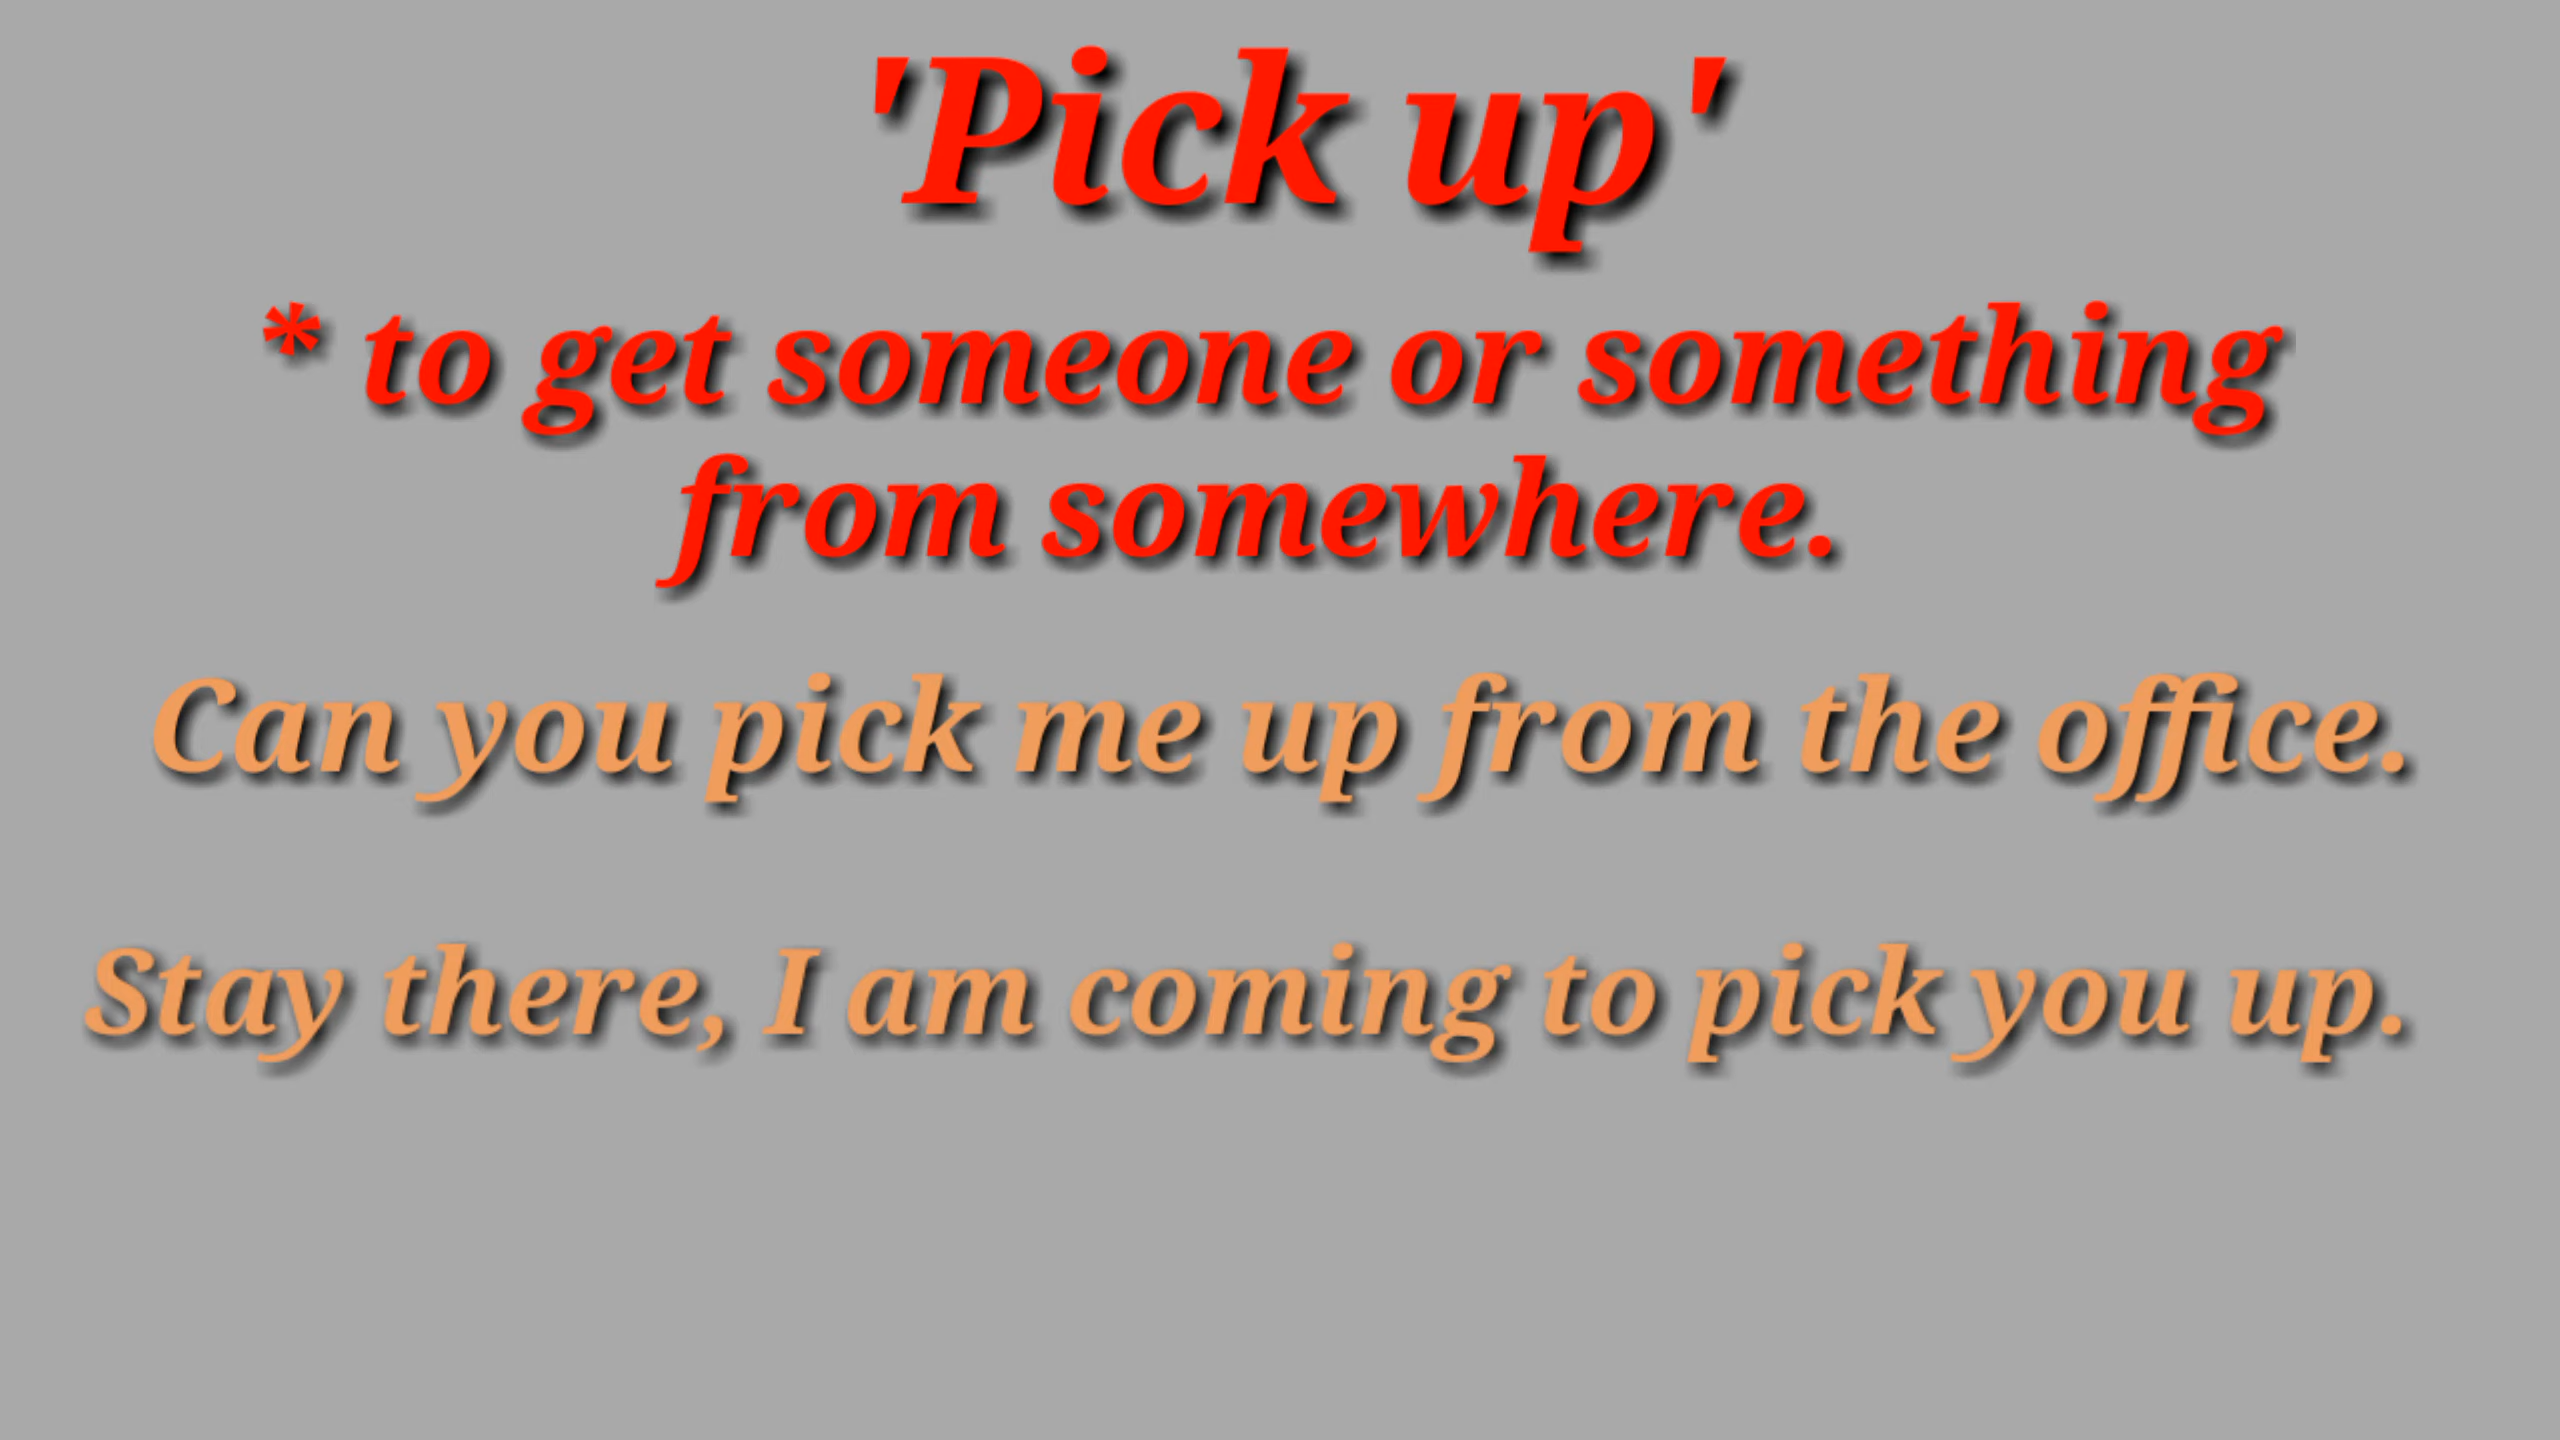 'Pick up'
* to get someone or something
from somewhere.
Can you pick me up from the office.
Stay there, I am coming to pick you up.